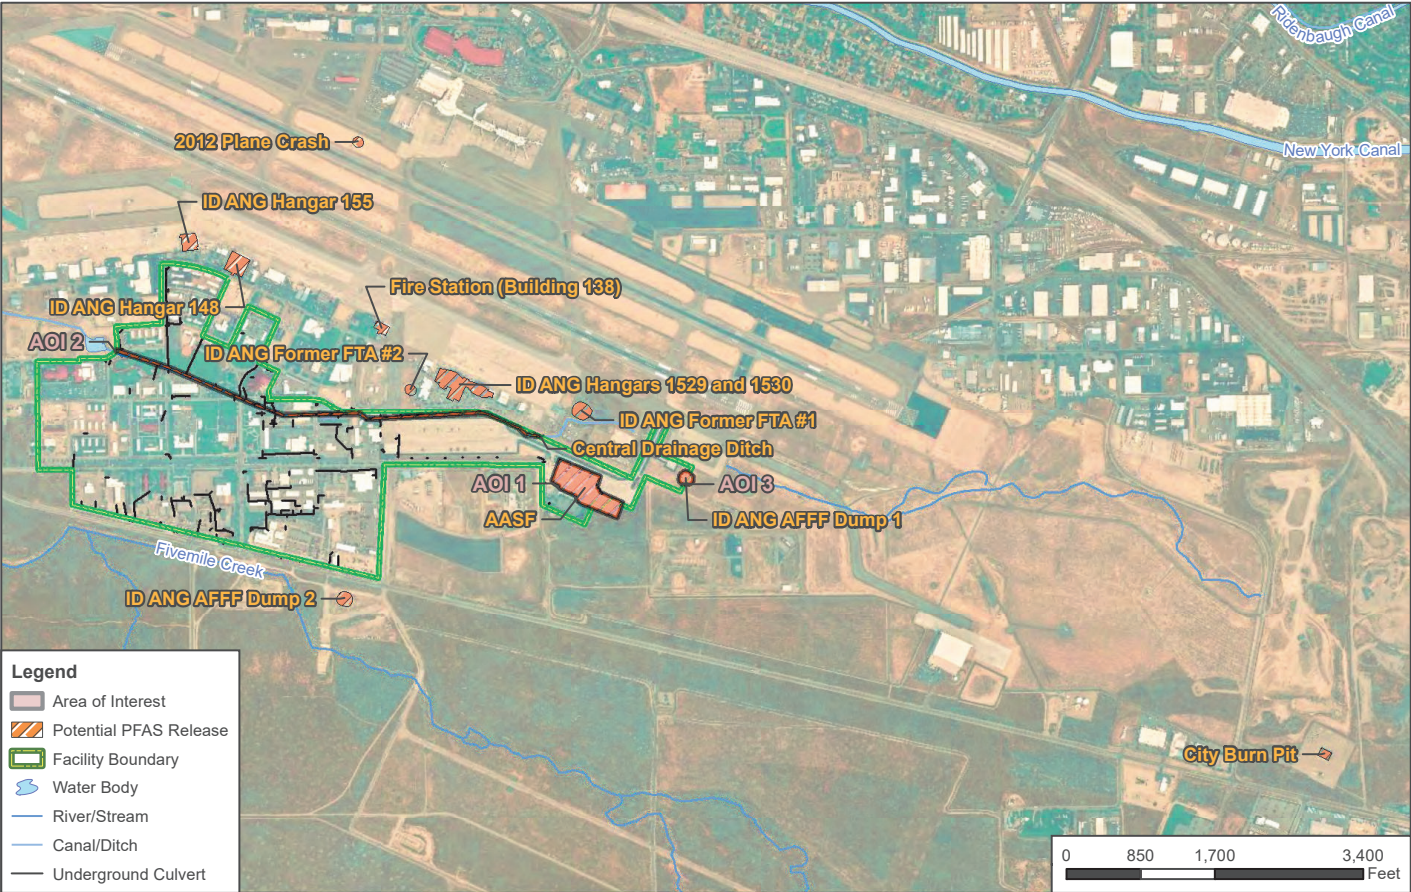 Ridenbaugh Canal
New York Canal
2012 Plane Crash
ID ANG Hangar 155
Fire Station (Building 138)
ID ANG Hangar 148
AOI 2
ID ANG Former FTA #2
ID ANG Hangars 1529 and 1530
ID ANG Former FTA #1
Central Drainage Ditch
AOI 1
AOI 3
AASF
ID ANG AFFF Dump 1
Fivemile Creek
ID ANG AFFF Dump 2
City Burn Pit
Legend
Area of Interest
Potential PFAS Release
Facility Boundary
Water Body
River/Stream
Canal/Ditch
Underground Culvert
0 850 1,700 3,400
Feet